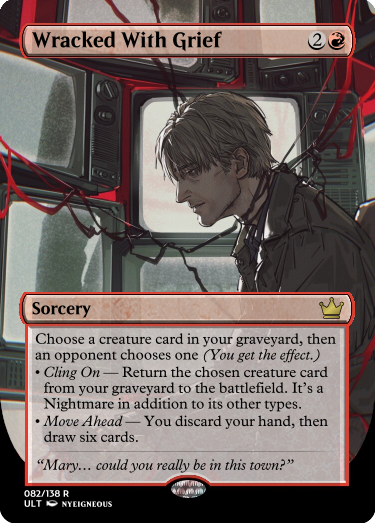 Wracked With Grief 2
Sorcery
Choose a creature card in your graveyard, then
an opponent chooses one (You get the effect.)
• Cling On — Return the chosen creature card
from your graveyard to the battlefield. It's a
Nightmare in addition to its other types.
• Move Ahead — You discard your hand, then
draw six cards.
“Mary… could you really be in this town?”
082/138 R
ULT NYEIGNEOUS